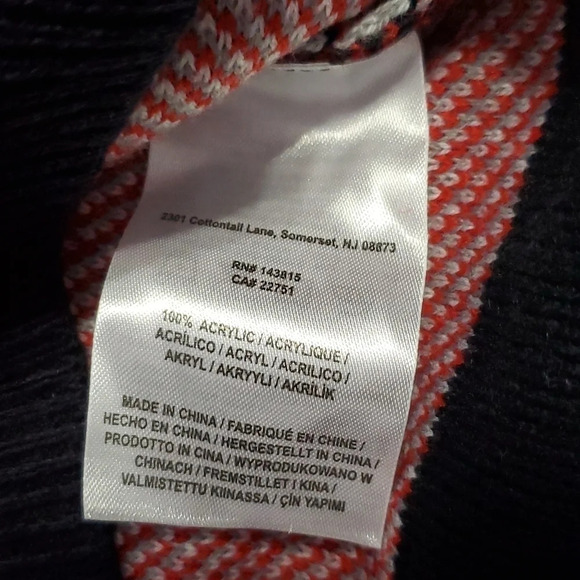 2301 Cottontail Lane, Somerset, NJ 08873
RN# 143815
CA# 22751
100% ACRYLIC / ACRYLIQUE /
ACRÍLICO / ACRYL / ACRILICO /
AKRYL / AKRYYLI / AKRİLİK
MADE IN CHINA / FABRIQUÉ EN CHINE /
HECHO EN CHINA / HERGESTELLT IN CHINA /
PRODOTTO IN CINA / WYPRODUKOWANO W
CHINACH / FREMSTILLET I KINA /
VALMISTETTU KIINASSA / ÇİN YAPIMI